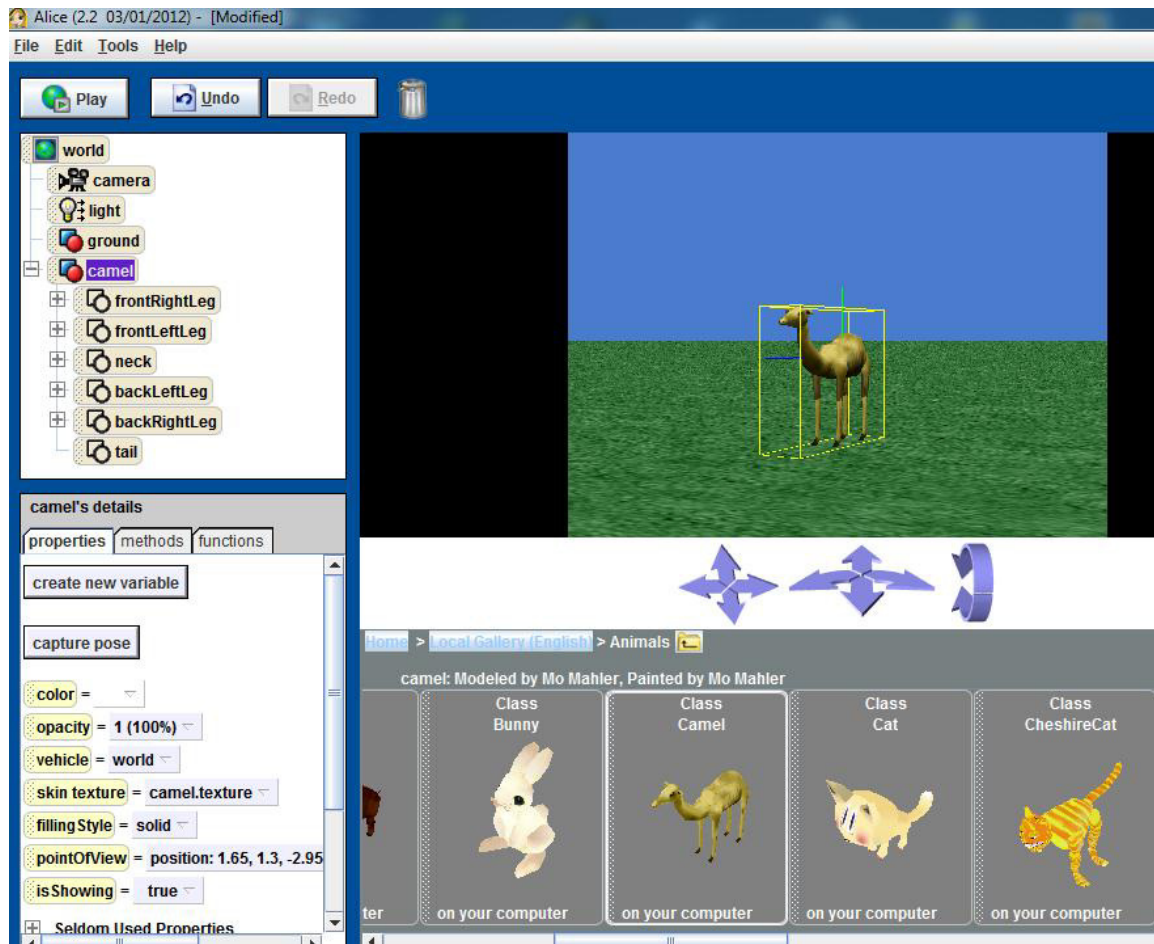 Alice (2.2 03/01/2012) - [Modified]
File Edit Tools Help
Play Undo Redo
world
camera
light
ground
camel
frontRightLeg
frontLeftLeg
neck
backLeftLeg
backRightLeg
tail
camel's details
properties methods functions
create new variable
capture pose
color =
opacity = 1 (100%)
vehicle = world
skin texture = camel.texture
fillingStyle = solid
pointOfView = position: 1.65, 1.3, -2.95
isShowing = true
Seldom Used Properties
Home > Local Gallery (English) > Animals
camel: Modeled by Mo Mahler, Painted by Mo Mahler
Class Class Class Class
Bunny Camel Cat CheshireCat
ter on your computer on your computer on your computer on your computer